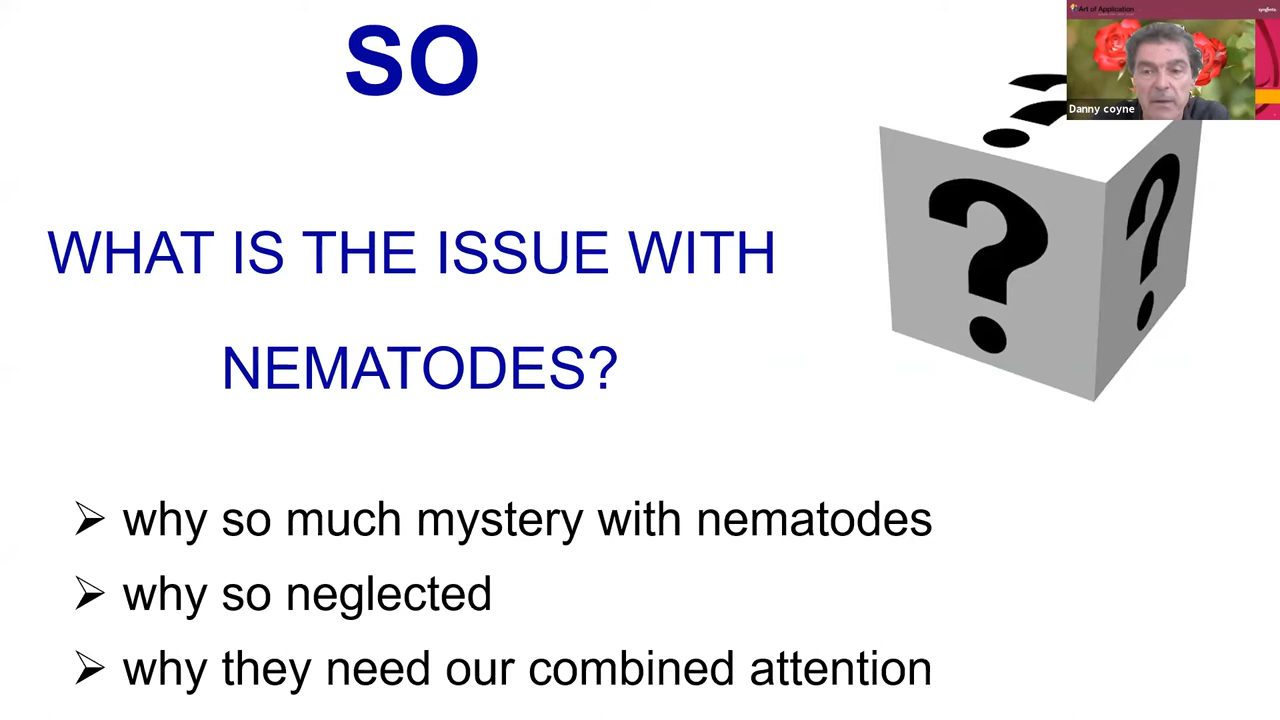 SO
Art of Application
syngenta
Danny coyne
WHAT IS THE ISSUE WITH
NEMATODES?
?
?
?
➢ why so much mystery with nematodes
➢ why so neglected
➢ why they need our combined attention